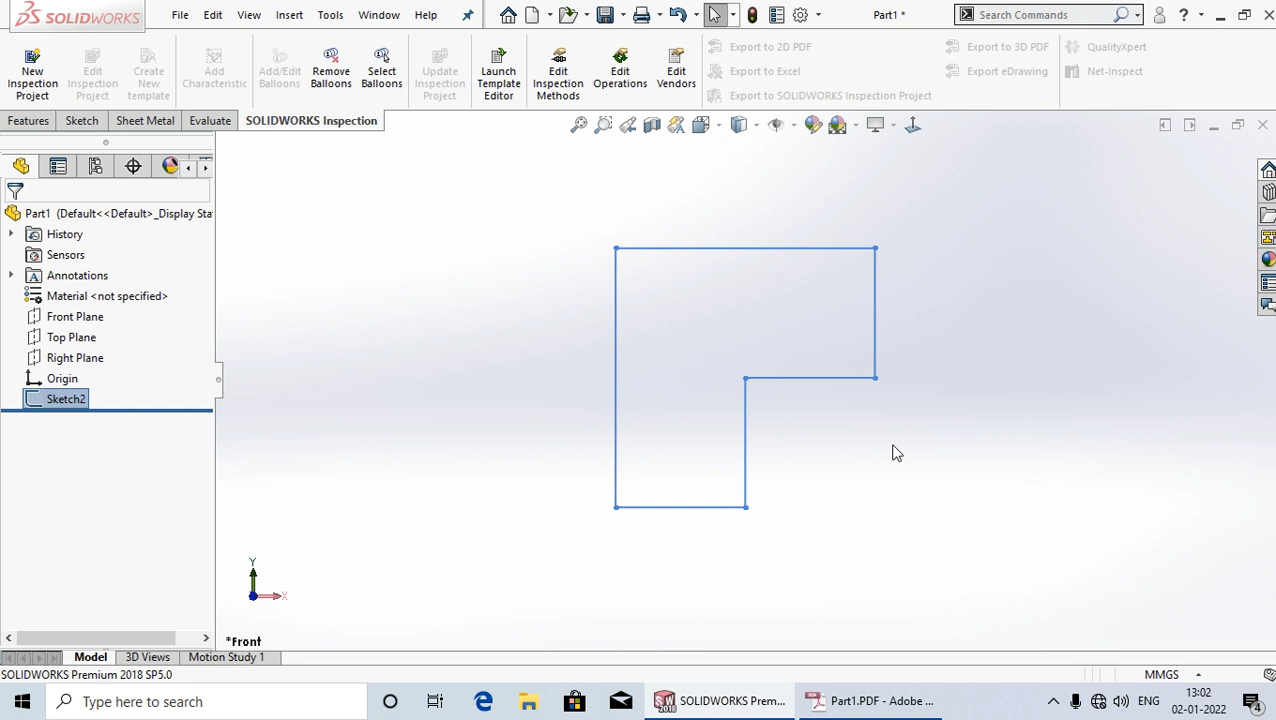 SOLIDWORKS File Edit View Insert Tools Window Help Part1 * Search Commands ?
New Inspection Project
Edit Inspection Project
Create New template
Add Characteristic
Add/Edit Balloons
Remove Balloons
Select Balloons
Update Inspection Project
Launch Template Editor
Edit Inspection Methods
Edit Operations
Edit Vendors
Export to 2D PDF
Export to Excel
Export to SOLIDWORKS Inspection Project
Export to 3D PDF
Export eDrawing
QualityXpert
Net-Inspect
Features Sketch Sheet Metal Evaluate SOLIDWORKS Inspection
Part1 (Default<<Default>_Display Sta
History
Sensors
Annotations
Material <not specified>
Front Plane
Top Plane
Right Plane
Origin
Sketch2
Y
X
*Front
Model 3D Views Motion Study 1
SOLIDWORKS Premium 2018 SP5.0 MMGS
Type here to search SOLIDWORKS Prem... Part1.PDF - Adobe ... ENG 13:02
02-01-2022 4